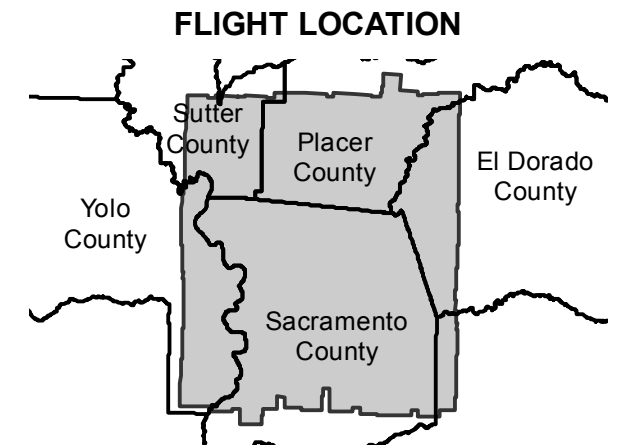 FLIGHT LOCATION
Sutter
County
Placer
County
El Dorado
County
Yolo
County
Sacramento
County